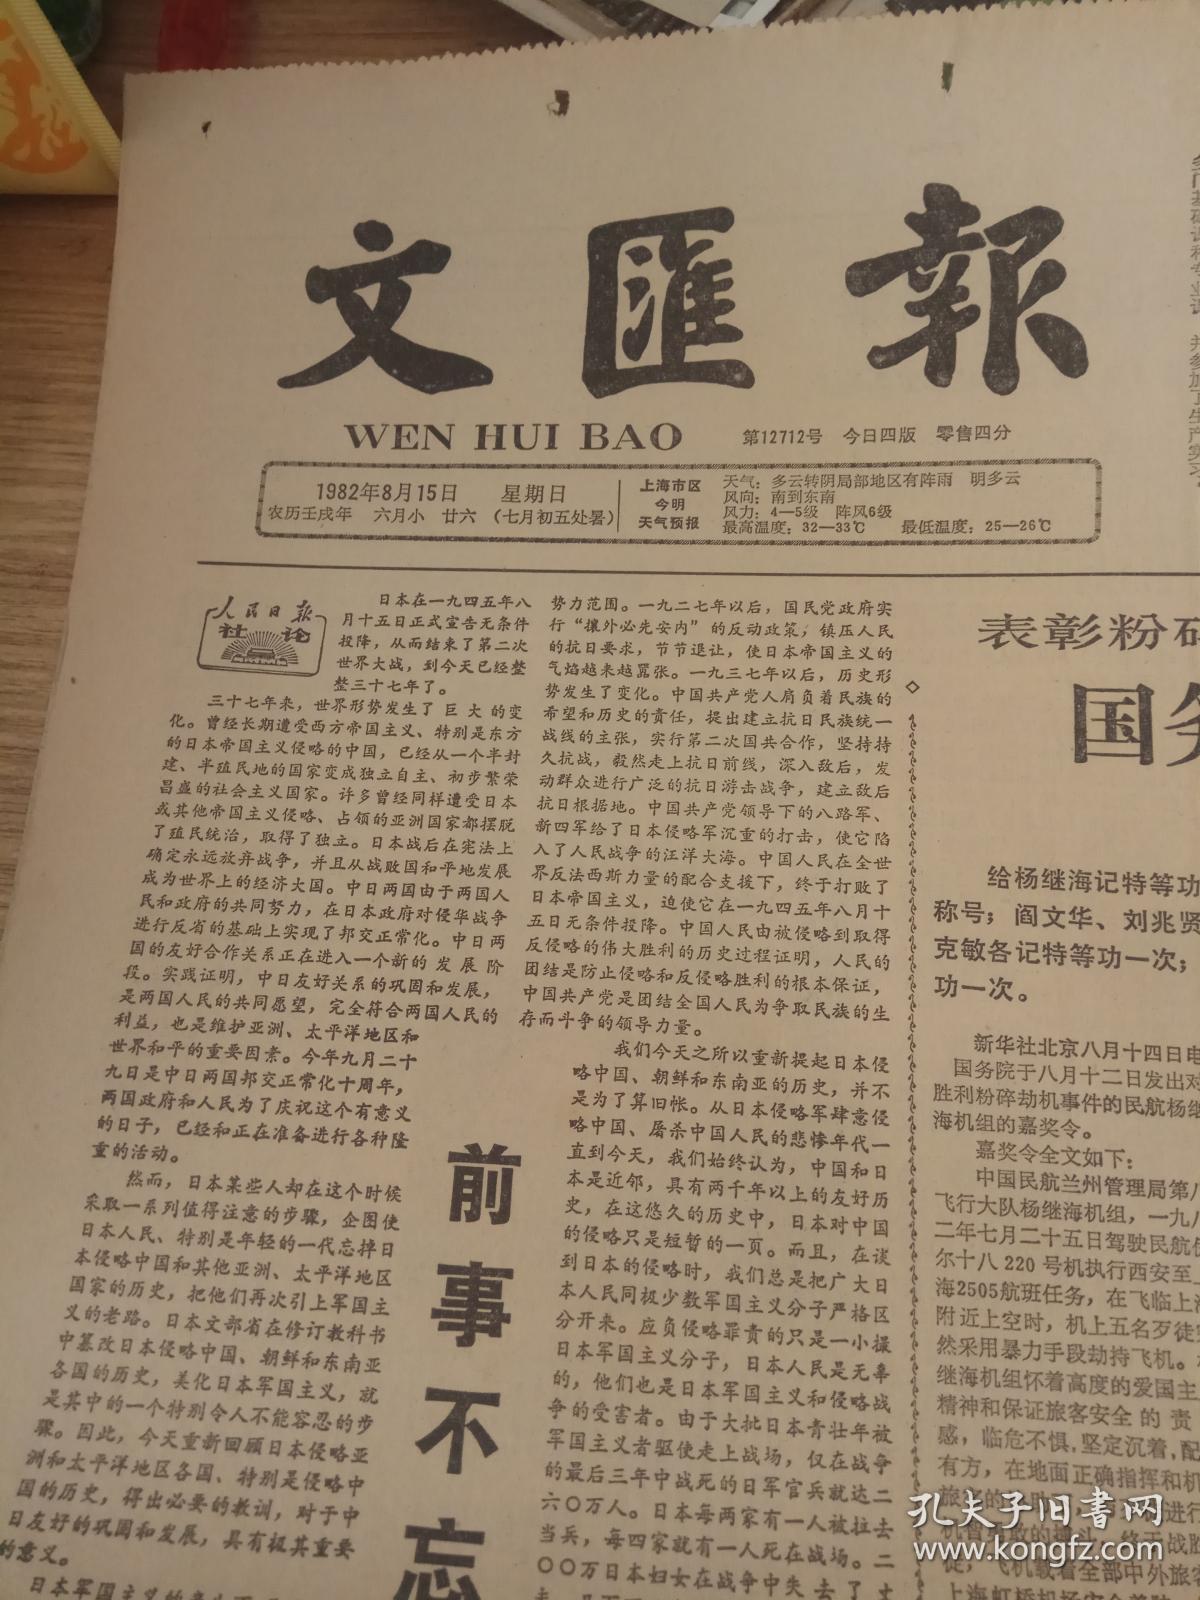 文匯報
WEN HUI BAO
第12712号 今日四版 零售四分
1982年8月15日 星期日
农历壬戌年 六月小 廿六 （七月初五处暑）
上海市区
今明
天气预报
天气：多云转阴局部地区有阵雨 明多云
风向：南到东南
风力：4—5级 阵风6级
最高温度：32—33℃ 最低温度：25—26℃
人民日报
社论
日本在一九四五年八
月十五日正式宣告无条件
投降，从而结束了第二次
世界大战，到今天已经整
整三十七年了。
三十七年来，世界形势发生了巨大的变
化。曾经长期遭受西方帝国主义、特别是东方
的日本帝国主义侵略的中国，已经从一个半封
建、半殖民地的国家变成独立自主、初步繁荣
昌盛的社会主义国家。许多曾经同样遭受日本
或其他帝国主义侵略、占领的亚洲国家都摆脱
了殖民统治，取得了独立。日本战后在宪法上
确定永远放弃战争，并且从战败国和平地发展
成为世界上的经济大国。中日两国由于两国人
民和政府的共同努力，在日本政府对侵华战争
进行反省的基础上实现了邦交正常化。中日两
国的友好合作关系正在进入一个新的发展阶
段。实践证明，中日友好关系的巩固和发展，
是两国人民的共同愿望，完全符合两国人民的
利益，也是维护亚洲、太平洋地区和
世界和平的重要因素。今年九月二十
九日是中日两国邦交正常化十周年，
两国政府和人民为了庆祝这个有意义
的日子，已经和正在准备进行各种隆
重的活动。
然而，日本某些人却在这个时候
采取一系列值得注意的步骤，企图使
日本人民、特别是年轻的一代忘掉日
本侵略中国和其他亚洲、太平洋地区
国家的历史，把他们再次引上军国主
义的老路。日本文部省在修订教科书
中篡改日本侵略中国、朝鲜和东南亚
各国的历史，美化日本军国主义，就
是其中的一个特别令人不能容忍的步
骤。因此，今天重新回顾日本侵略亚
洲和太平洋地区各国、特别是侵略中
国的历史，得出必要的教训，对于中
日友好的巩固和发展，具有极其重要
的意义。
前事不忘
势力范围。一九二七年以后，国民党政府实
行“攘外必先安内”的反动政策，镇压人民
的抗日要求，节节退让，使日本帝国主义的
气焰越来越嚣张。一九三七年以后，历史形
势发生了变化。中国共产党人肩负着民族的
希望和历史的责任，提出建立抗日民族统一
战线的主张，实行第二次国共合作，坚持持
久抗战，毅然走上抗日前线，深入敌后，发
动群众进行广泛的抗日游击战争，建立敌后
抗日根据地。中国共产党领导下的八路军、
新四军给了日本侵略军沉重的打击，使它陷
入了人民战争的汪洋大海。中国人民在全世
界反法西斯力量的配合支援下，终于打败了
日本帝国主义，迫使它在一九四五年八月十
五日无条件投降。中国人民由被侵略到取得
反侵略的伟大胜利的历史过程证明，人民的
团结是防止侵略和反侵略胜利的根本保证，
中国共产党是团结全国人民为争取民族的生
存而斗争的领导力量。
我们今天之所以重新提起日本侵
略中国、朝鲜和东南亚的历史，并不
是为了算旧帐。从日本侵略军肆意侵
略中国、屠杀中国人民的悲惨年代一
直到今天，我们始终认为，中国和日
本是近邻，具有两千年以上的友好历
史，在这悠久的历史中，日本对中国
的侵略只是短暂的一页。而且，在谈
到日本的侵略时，我们总是把广大日
本人民同极少数军国主义分子严格区
分开来。应负侵略罪责的只是一小撮
日本军国主义分子，日本人民是无辜
的，他们也是日本军国主义和侵略战
争的受害者。由于大批日本青壮年被
军国主义者驱使走上战场，仅在战争
的最后三年中战死的日军官兵就达二
六〇万人。日本每两家有一人被拉去
当兵，每四家就有一人死在战场。二
〇〇万日本妇女在战争中失去了丈
表彰粉
国
给杨继海记特等功
称号；阎文华、刘兆贤
克敏各记特等功一次；
功一次。
新华社北京八月十四日电
国务院于八月十二日发出对
胜利粉碎劫机事件的民航杨继
海机组的嘉奖令。
嘉奖令全文如下：
中国民航兰州管理局第八
飞行大队杨继海机组，一九八
二年七月二十五日驾驶民航伊
尔十八220号机执行西安至上
海2505航班任务，在飞临上海
附近上空时，机上五名歹徒突
然采用暴力手段劫持飞机。
继海机组怀着高度的爱国主
精神和保证旅客安全的责
感，临危不惧，坚定沉着，配
有方，在地面正确指挥和机
孔夫子旧书网
www.kongfz.com